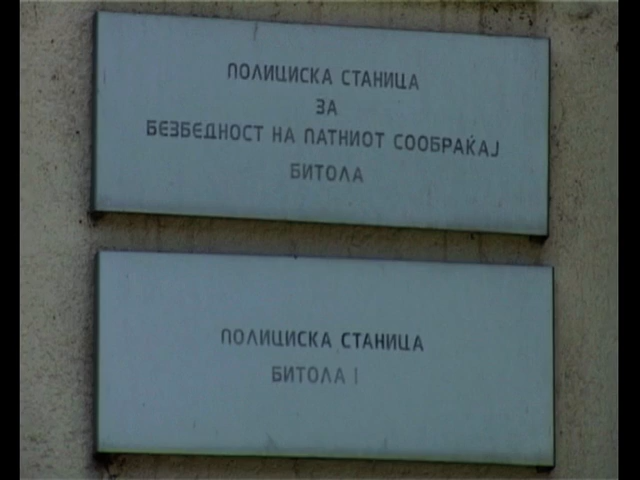 ПОЛИЦИСКА СТАНИЦА
ЗА
БЕЗБЕДНОСТ НА ПАТНИОТ СООБРАЌАЈ
БИТОЛА
ПОЛИЦИСКА СТАНИЦА
БИТОЛА I